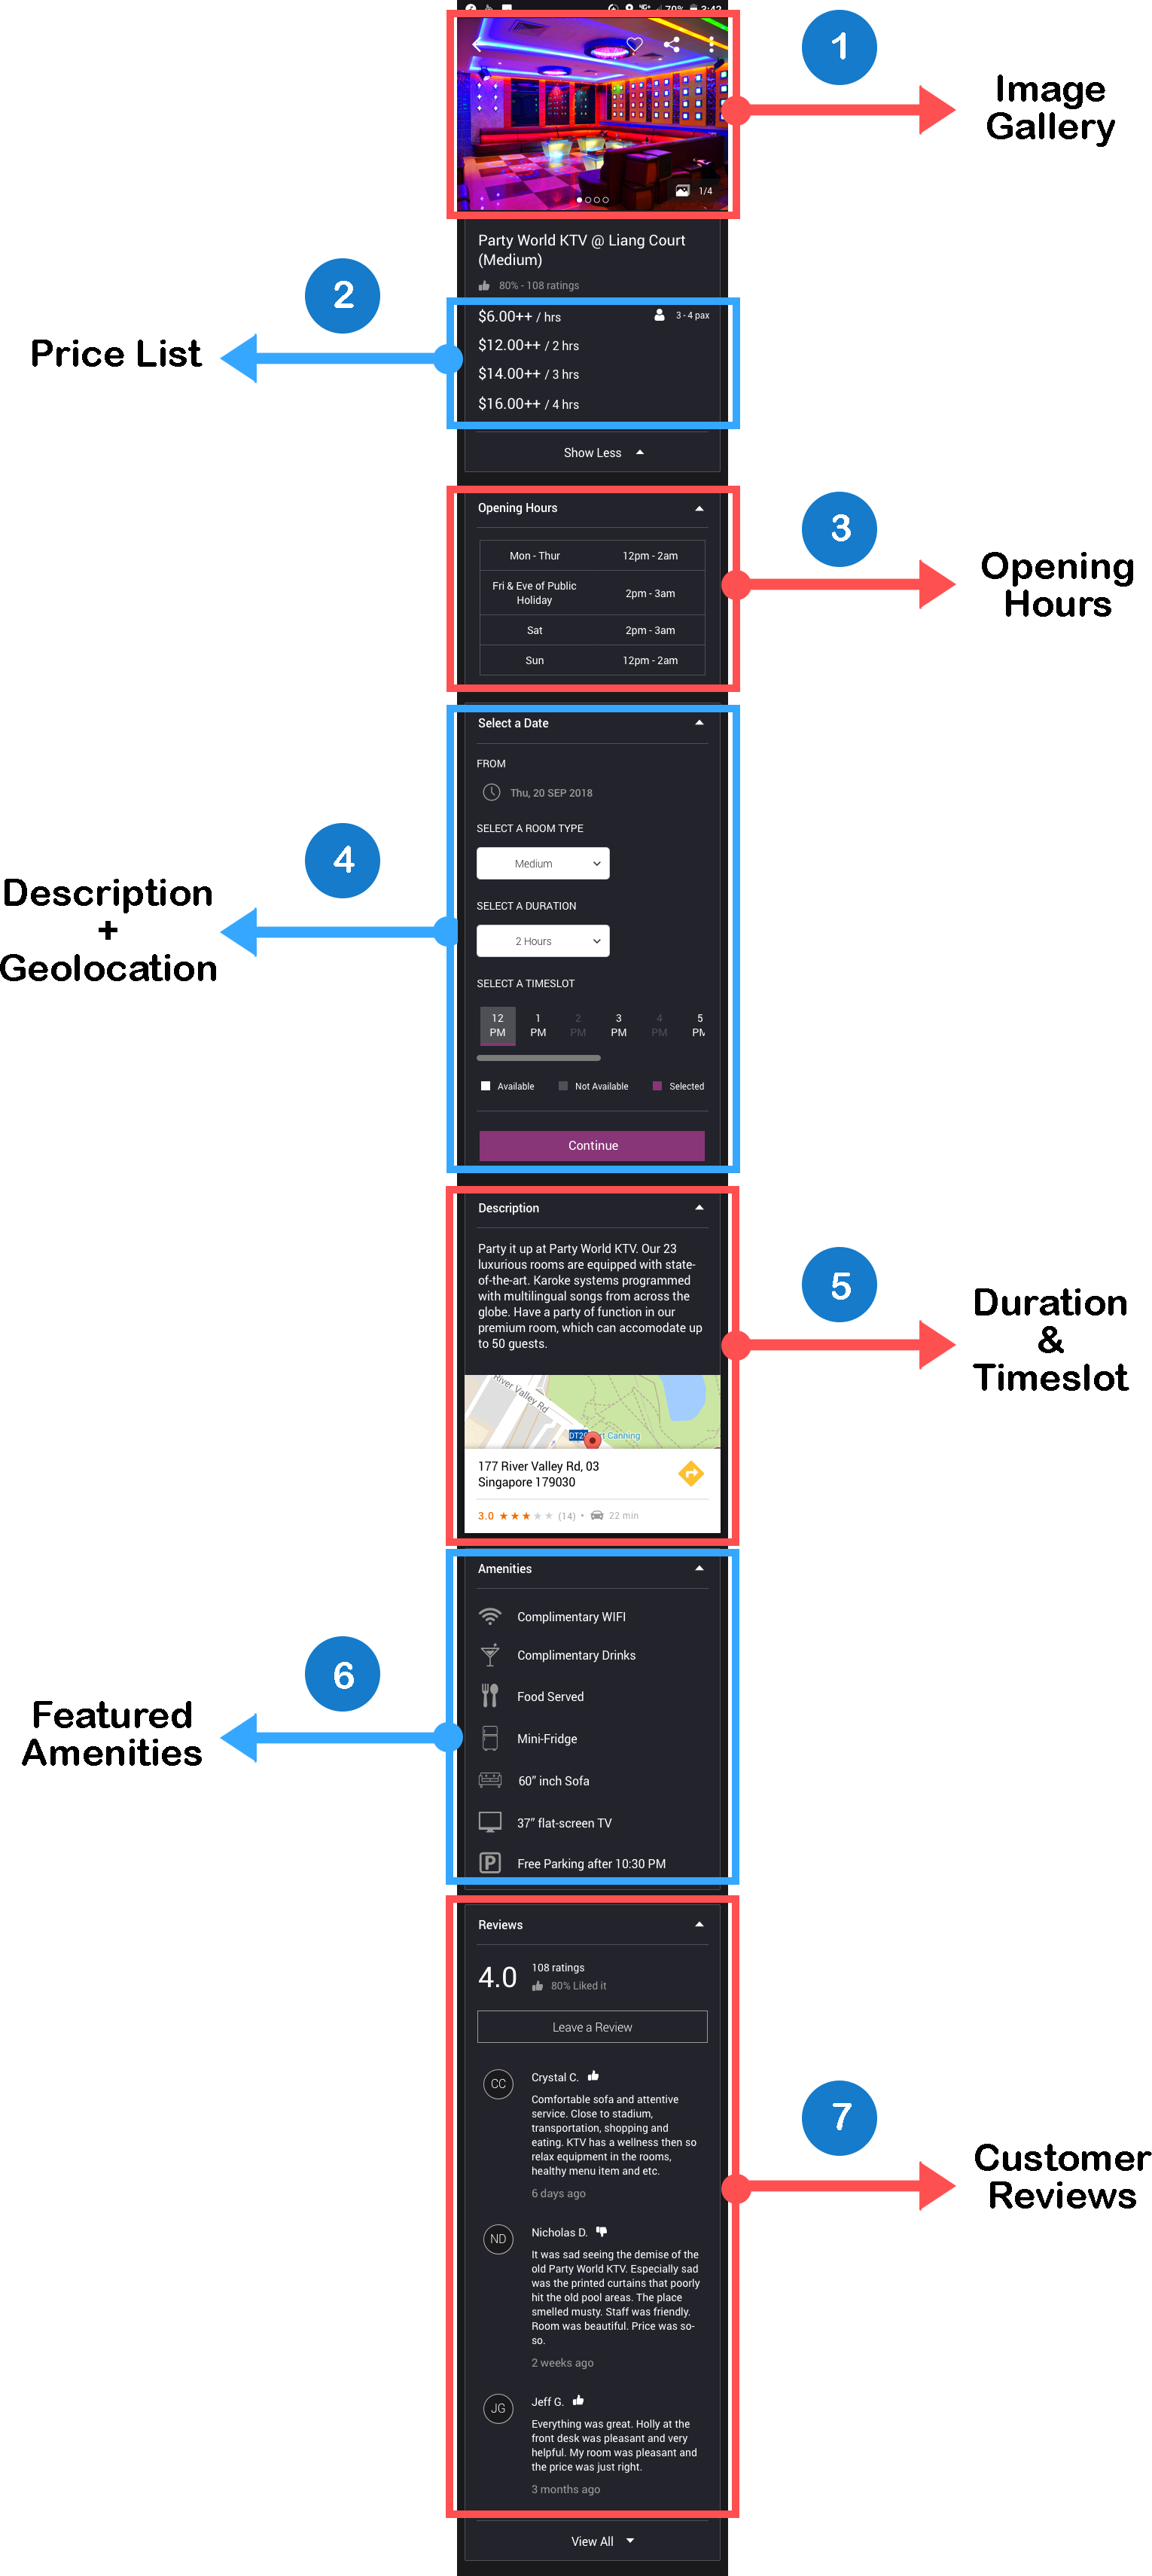 70% 3:42
1
Image
Gallery
1/4
Party World KTV @ Liang Court
(Medium)
80% - 108 ratings
2
Price List
$6.00++ / hrs
3 - 4 pax
$12.00++ / 2 hrs
$14.00++ / 3 hrs
$16.00++ / 4 hrs
Show Less
3
Opening
Hours
Opening Hours
Mon - Thur 12pm - 2am
Fri & Eve of Public
Holiday
2pm - 3am
Sat 2pm - 3am
Sun 12pm - 2am
4
Description
+
Geolocation
Select a Date
FROM
Thu, 20 SEP 2018
SELECT A ROOM TYPE
Medium
SELECT A DURATION
2 Hours
SELECT A TIMESLOT
12 1 2 3 4 5
PM PM PM PM PM PM
Available Not Available Selected
Continue
5
Duration
&
Timeslot
Description
Party it up at Party World KTV. Our 23
luxurious rooms are equipped with state-
of-the-art. Karoke systems programmed
with multilingual songs from across the
globe. Have a party of function in our
premium room, which can accomodate up
to 50 guests.
River Valley Rd
DT20
rt Canning
177 River Valley Rd, 03
Singapore 179030
3.0 ★★★★★ (14) • 22 min
6
Featured
Amenities
Amenities
Complimentary WIFI
Complimentary Drinks
Food Served
Mini-Fridge
60” inch Sofa
37” flat-screen TV
P Free Parking after 10:30 PM
7
Customer
Reviews
Reviews
4.0
108 ratings
80% Liked it
Leave a Review
CC
Crystal C.
Comfortable sofa and attentive
service. Close to stadium,
transportation, shopping and
eating. KTV has a wellness then so
relax equipment in the rooms,
healthy menu item and etc.
6 days ago
ND
Nicholas D.
It was sad seeing the demise of the
old Party World KTV. Especially sad
was the printed curtains that poorly
hit the old pool areas. The place
smelled musty. Staff was friendly.
Room was beautiful. Price was so-
so.
2 weeks ago
JG
Jeff G.
Everything was great. Holly at the
front desk was pleasant and very
helpful. My room was pleasant and
the price was just right.
3 months ago
View All